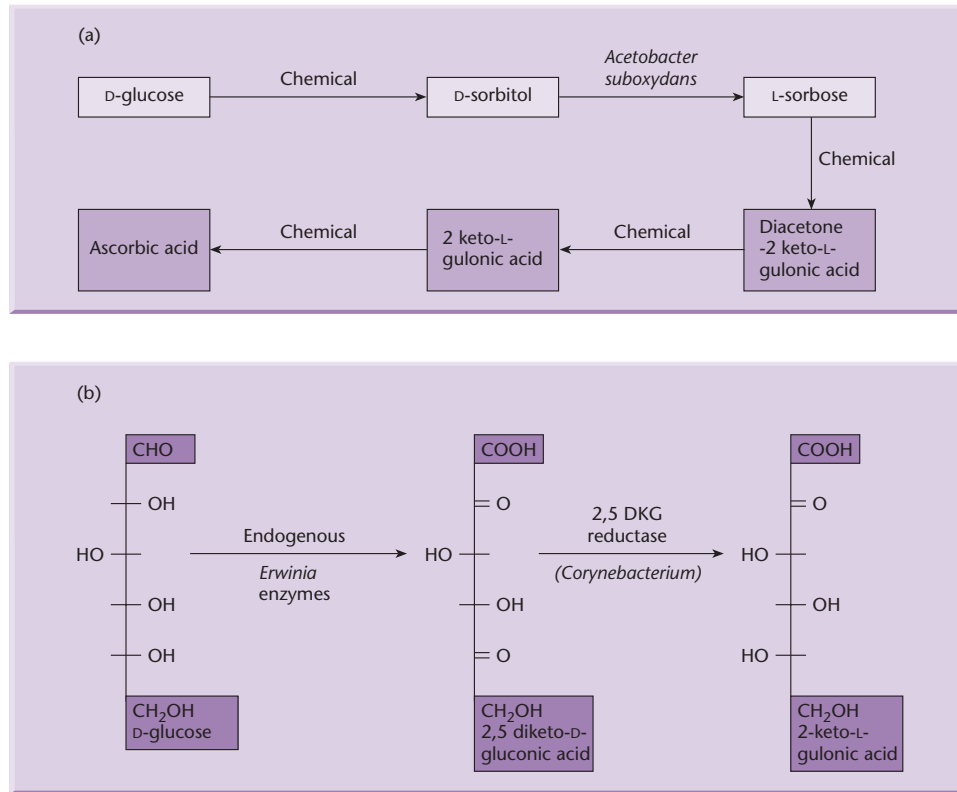 (a)
D-glucose
Chemical
D-sorbitol
Acetobacter
suboxydans
L-sorbose
Chemical
Diacetone
-2 keto-L-
gulonic acid
Chemical
2 keto-L-
gulonic acid
Chemical
Ascorbic acid
(b)
CHO
OH
HO
OH
OH
CH₂OH
D-glucose
Endogenous
Erwinia
enzymes
COOH
O
HO
OH
O
CH₂OH
2,5 diketo-D-
gluconic acid
2,5 DKG
reductase
(Corynebacterium)
COOH
O
HO
OH
HO
CH₂OH
2-keto-L-
gulonic acid